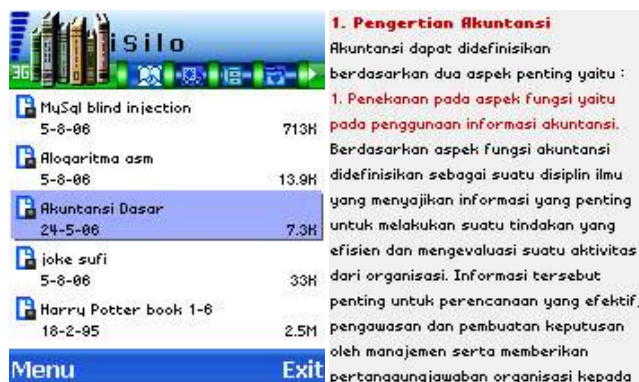 iSilo
3G
MySql blind injection
5-8-06 713K
Alogaritma asm
5-8-06 13.9K
Akuntansi Dasar
24-5-06 7.3K
joke sufi
5-8-06 33K
Harry Potter book 1-6
18-2-95 2.5M
Menu Exit
1. Pengertian Akuntansi
Akuntansi dapat didefinisikan
berdasarkan dua aspek penting yaitu :
1. Penekanan pada aspek fungsi yaitu
pada penggunaan informasi akuntansi.
Berdasarkan aspek fungsi akuntansi
didefinisikan sebagai suatu disiplin ilmu
yang menyajikan informasi yang penting
untuk melakukan suatu tindakan yang
efisien dan mengevaluasi suatu aktivitas
dari organisasi. Informasi tersebut
penting untuk perencanaan yang efektif,
pengawasan dan pembuatan keputusan
oleh manajemen serta memberikan
pertanggungjawaban organisasi kepada